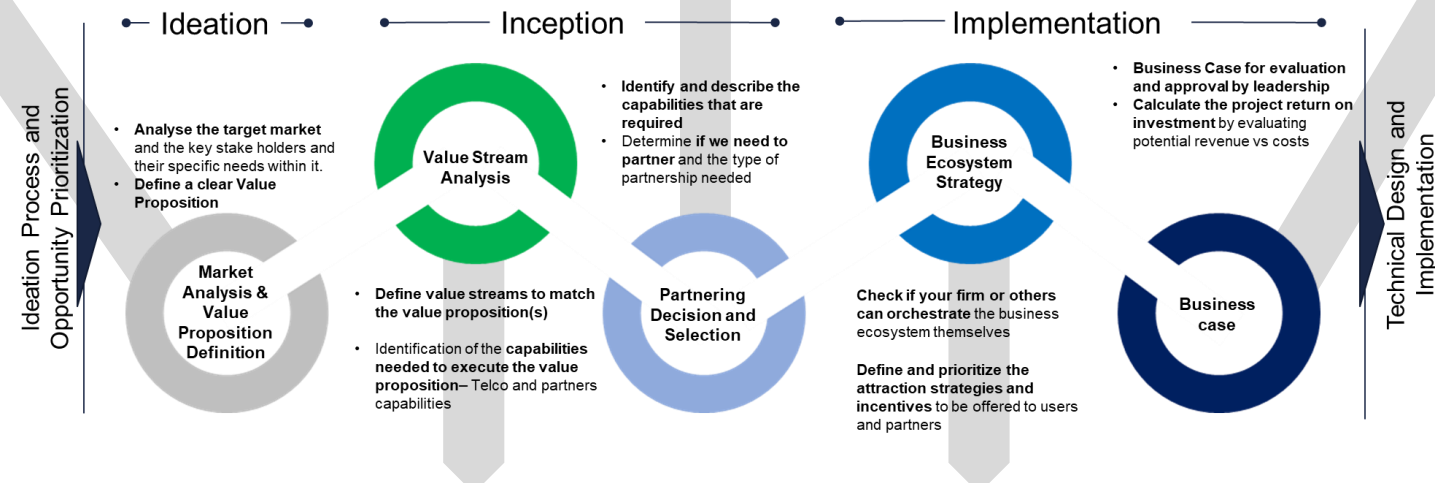 Ideation
Inception
Implementation
Ideation Process and
Opportunity Prioritization
• Analyse the target market
and the key stake holders and
their specific needs within it.
• Define a clear Value
Proposition
Market
Analysis &
Value
Proposition
Definition
Value Stream
Analysis
• Define value streams to match
the value proposition(s)
• Identification of the capabilities
needed to execute the value
proposition– Telco and partners
capabilities
• Identify and describe the
capabilities that are
required
• Determine if we need to
partner and the type of
partnership needed
Partnering
Decision and
Selection
Business
Ecosystem
Strategy
Check if your firm or others
can orchestrate the business
ecosystem themselves
Define and prioritize the
attraction strategies and
incentives to be offered to users
and partners
• Business Case for evaluation
and approval by leadership
• Calculate the project return on
investment by evaluating
potential revenue vs costs
Business
case
Technical Design and
Implementation